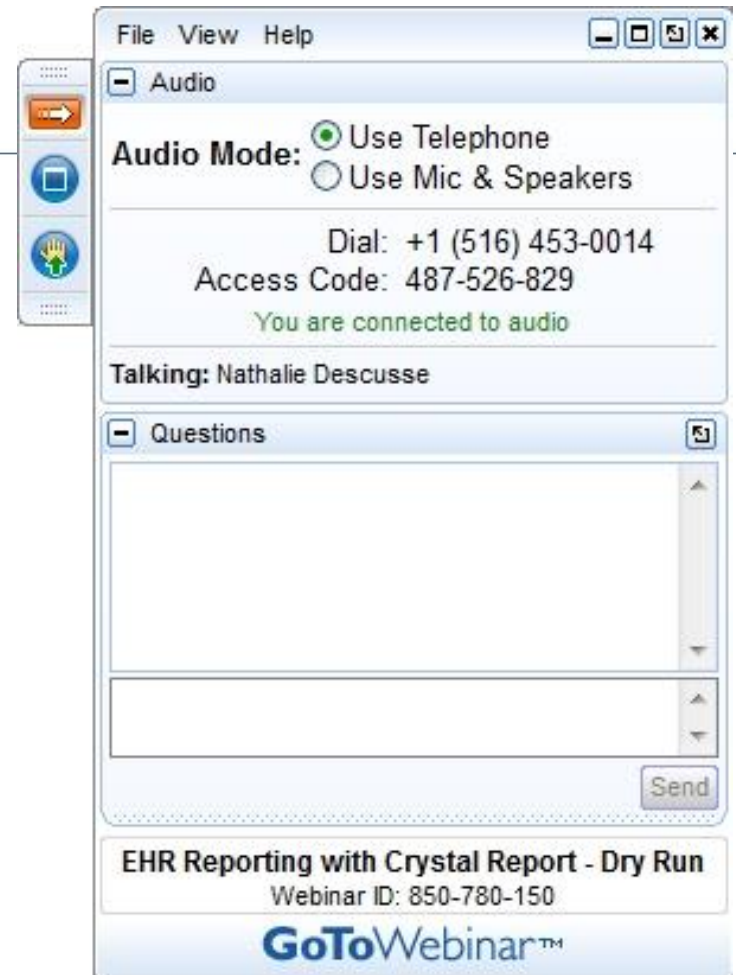 File View Help
Audio
Audio Mode: Use Telephone
Use Mic & Speakers
Dial: +1 (516) 453-0014
Access Code: 487-526-829
You are connected to audio
Talking: Nathalie Descusse
Questions
Send
EHR Reporting with Crystal Report - Dry Run
Webinar ID: 850-780-150
GoToWebinar™